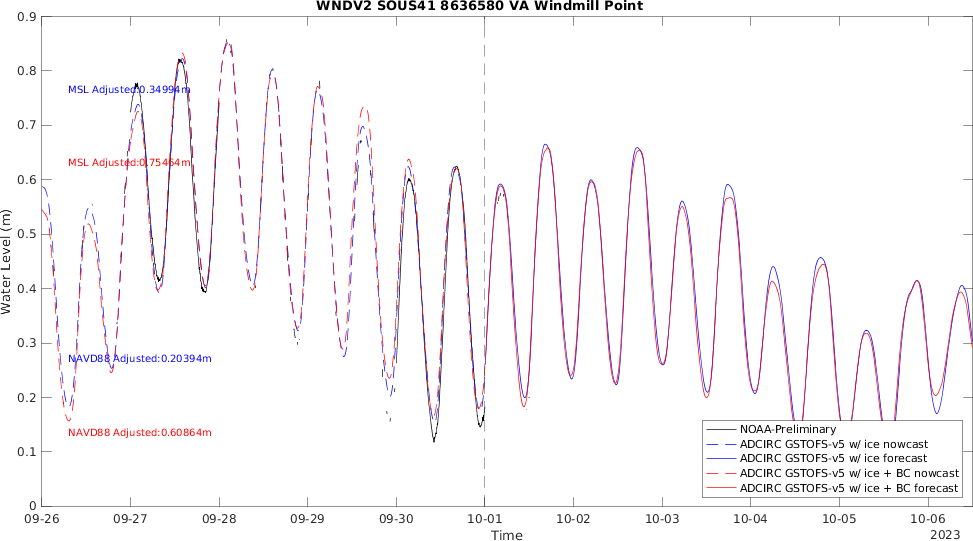 WNDV2 SOUS41 8636580 VA Windmill Point
0.9
0.8
0.7
0.6
0.5
0.4
0.3
0.2
0.1
0
Water Level (m)
MSL Adjusted:0.34994m
MSL Adjusted:0.75464m
NAVD88 Adjusted:0.20394m
NAVD88 Adjusted:0.60864m
NOAA-Preliminary
ADCIRC GSTOFS-v5 w/ ice nowcast
ADCIRC GSTOFS-v5 w/ ice forecast
ADCIRC GSTOFS-v5 w/ ice + BC nowcast
ADCIRC GSTOFS-v5 w/ ice + BC forecast
09-26 09-27 09-28 09-29 09-30 10-01 10-02 10-03 10-04 10-05 10-06
Time
2023